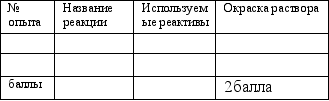 № Название Используем Окраска раствора
опыта реакции ые реактивы
баллы 2балла